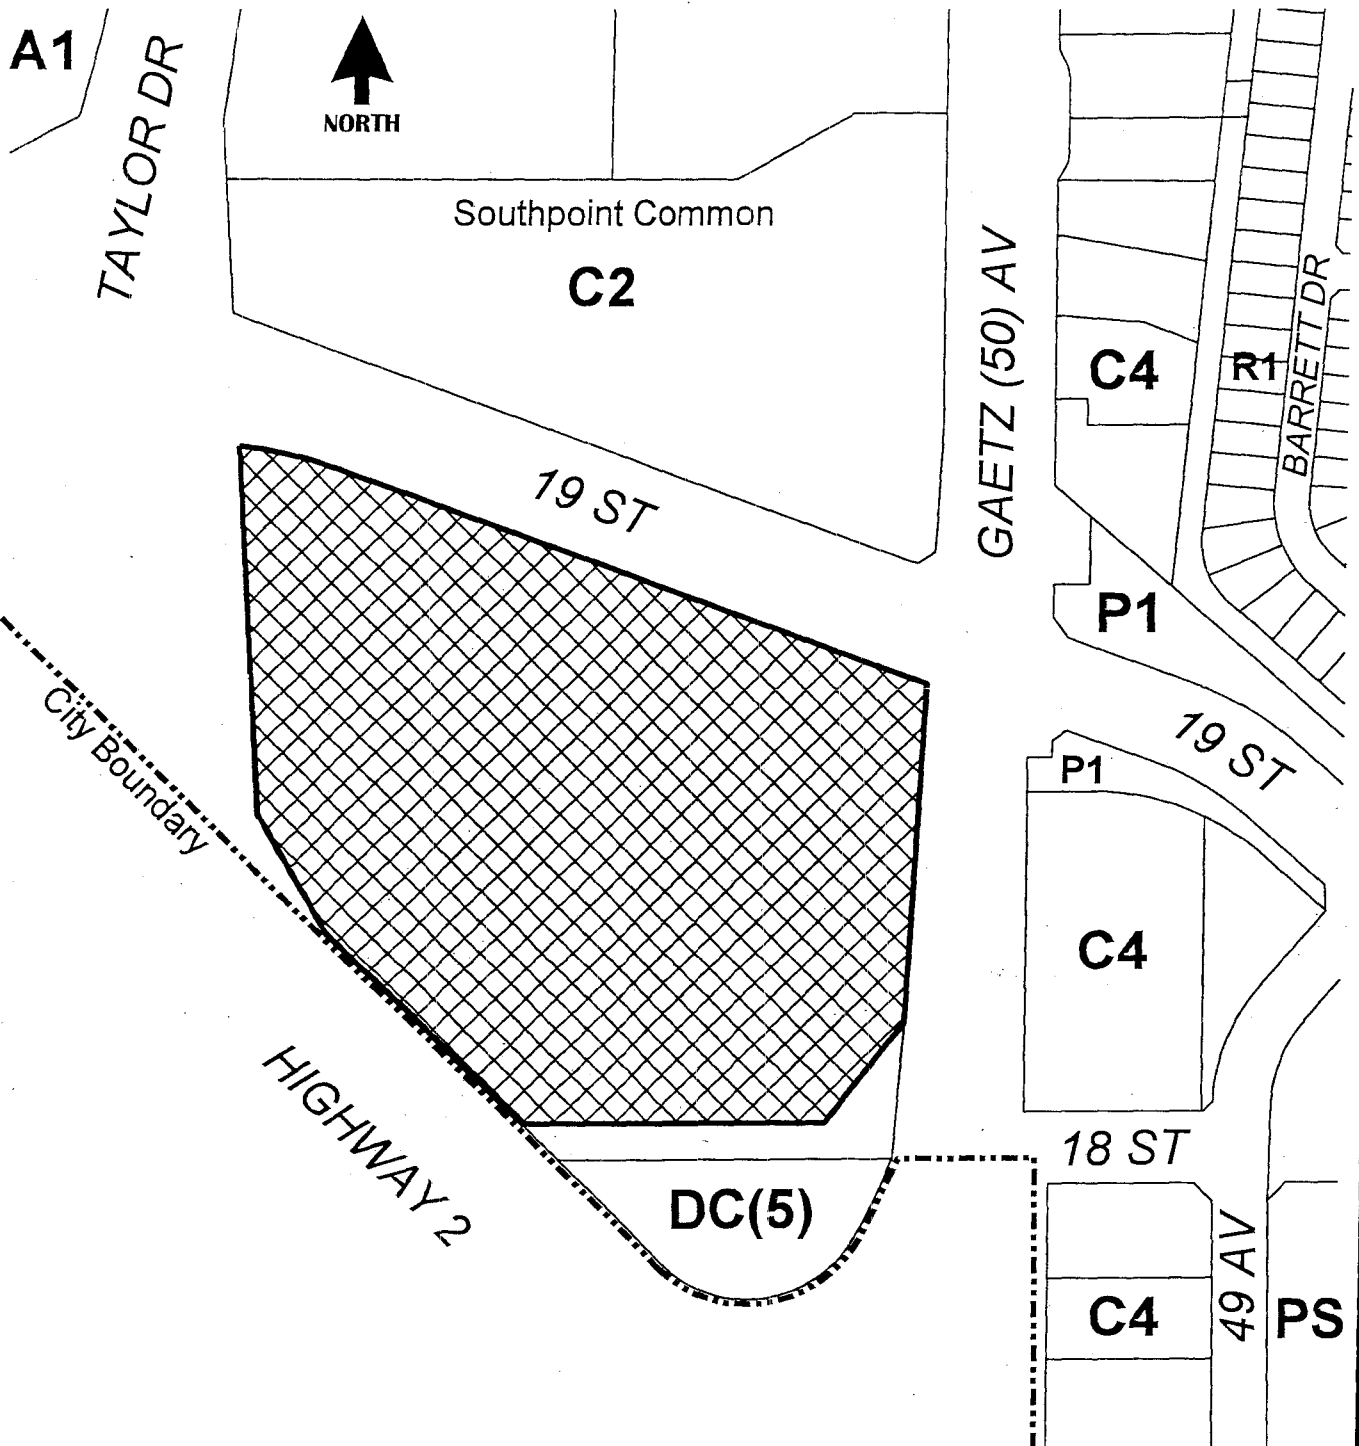 A1
TAYLOR DR
NORTH
Southpoint Common
C2
GAETZ (50) AV
C4
R1
BARRETT DR
19 ST
P1
City Boundary
19 ST
P1
C4
HIGHWAY 2
18 ST
DC(5)
49 AV
C4
PS